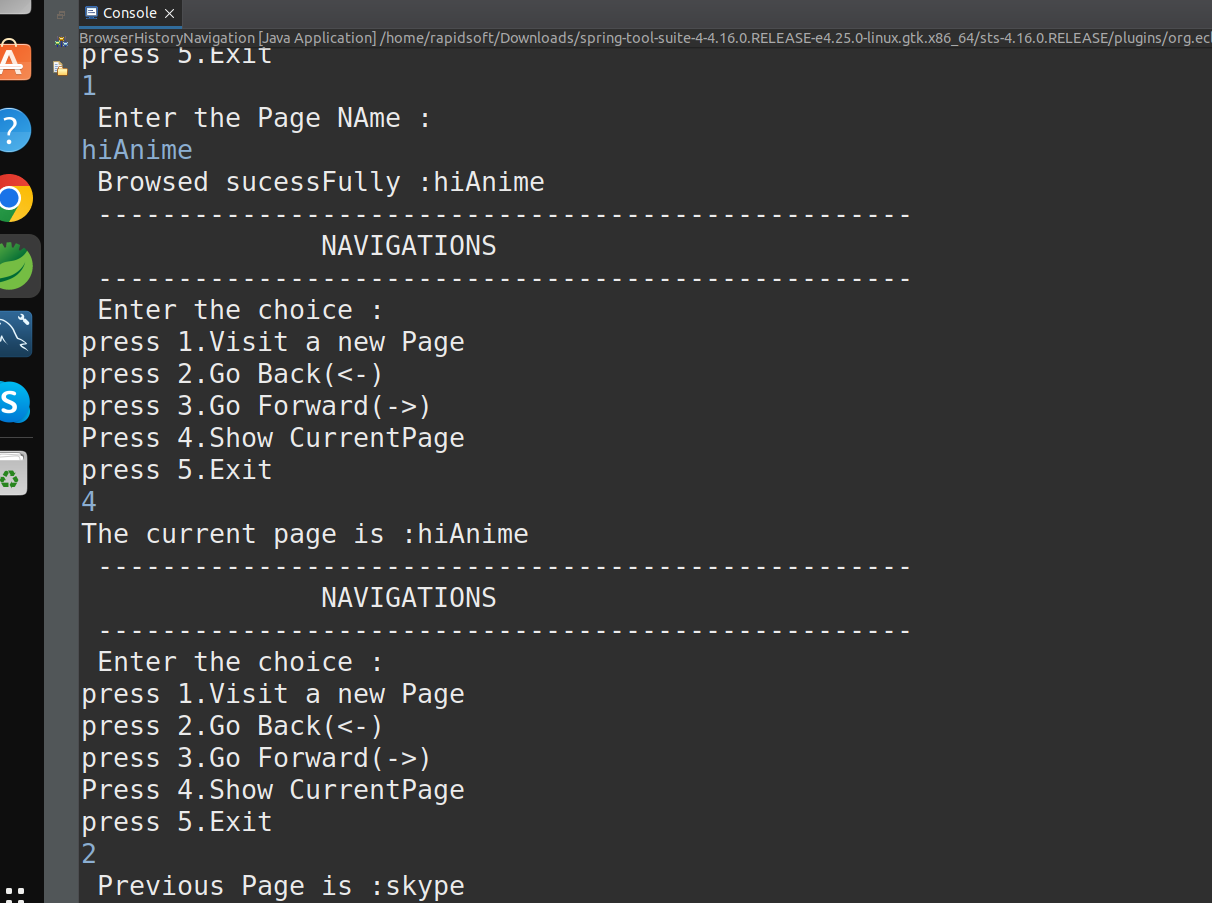 Console
BrowserHistoryNavigation [Java Application] /home/rapidsoft/Downloads/spring-tool-suite-4-4.16.0.RELEASE-e4.25.0-linux.gtk.x86_64/sts-4.16.0.RELEASE/plugins/org.ecl
press 5.Exit
1
Enter the Page NAme :
hiAnime
Browsed sucessFully :hiAnime
---------------------------------------------------
NAVIGATIONS
---------------------------------------------------
Enter the choice :
press 1.Visit a new Page
press 2.Go Back(<-)
press 3.Go Forward(->)
Press 4.Show CurrentPage
press 5.Exit
4
The current page is :hiAnime
---------------------------------------------------
NAVIGATIONS
---------------------------------------------------
Enter the choice :
press 1.Visit a new Page
press 2.Go Back(<-)
press 3.Go Forward(->)
Press 4.Show CurrentPage
press 5.Exit
2
Previous Page is :skype